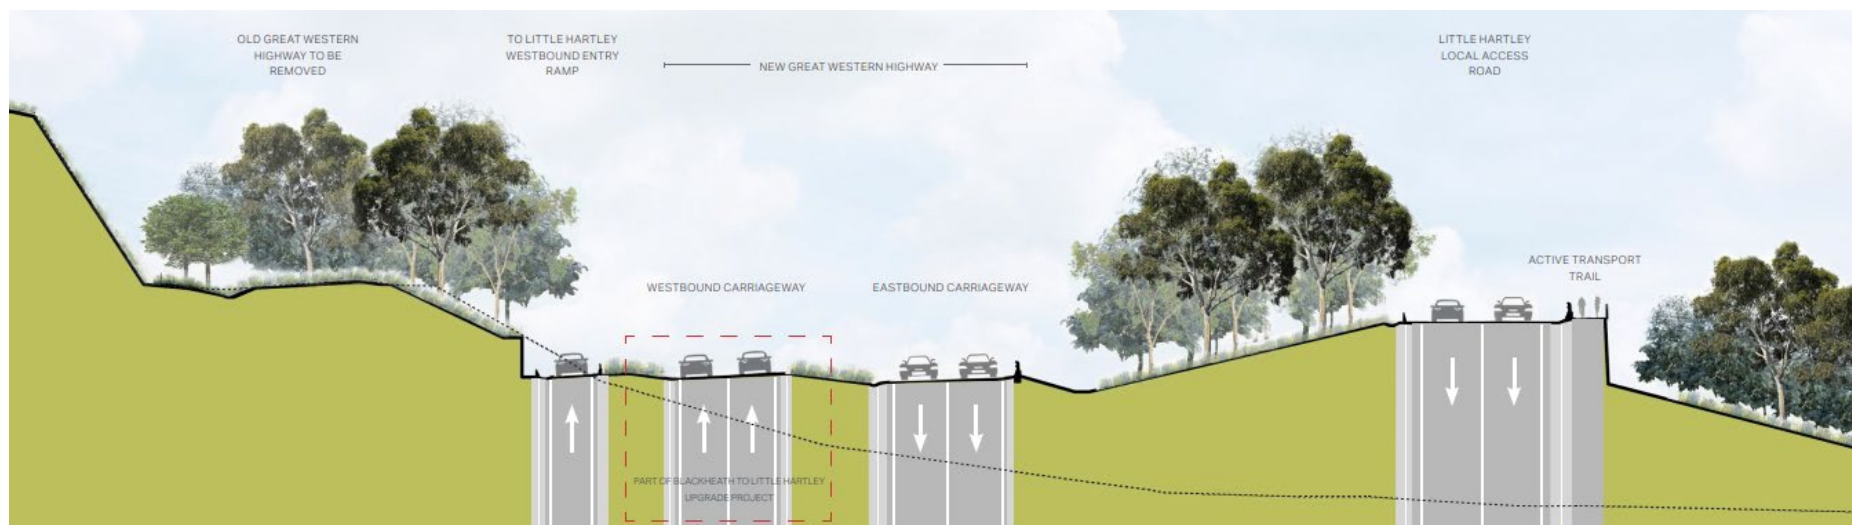 OLD GREAT WESTERN
HIGHWAY TO BE
REMOVED
TO LITTLE HARTLEY
WESTBOUND ENTRY
RAMP
NEW GREAT WESTERN HIGHWAY
LITTLE HARTLEY
LOCAL ACCESS
ROAD
ACTIVE TRANSPORT
TRAIL
WESTBOUND CARRIAGEWAY
EASTBOUND CARRIAGEWAY
PART OF BLACKHEATH TO LITTLE HARTLEY
UPGRADE PROJECT